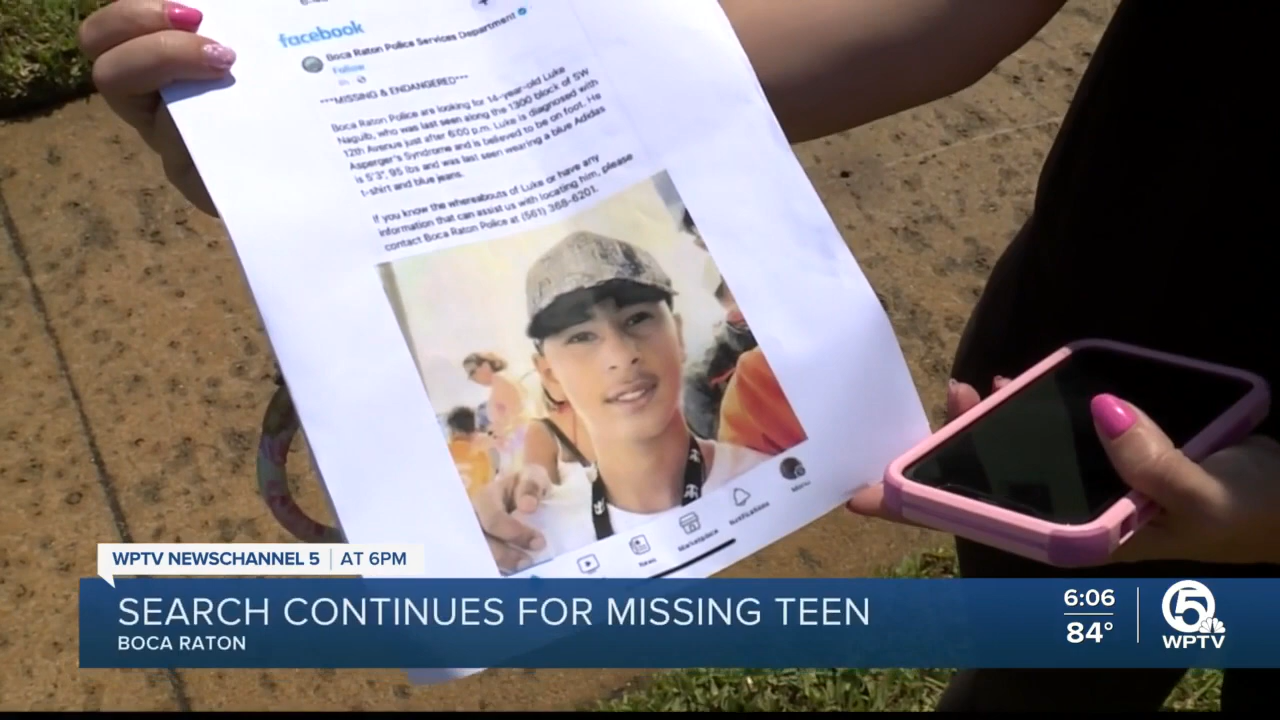 facebook
Boca Raton Police Services Department
Follow
***MISSING & ENDANGERED***
Boca Raton Police are looking for 14-year-old Luke
Naguib, who was last seen along the 1300 block of SW
12th Avenue just after 6:00 p.m. Luke is diagnosed with
Asperger's Syndrome and is believed to be on foot. He
is 5'3", 95 lbs and was last seen wearing a blue Adidas
t-shirt and blue jeans.
If you know the whereabouts of Luke or have any
information that can assist us with locating him, please
contact Boca Raton Police at (561) 368-6201.
News
Marketplace
Notifications
Menu
WPTV NEWSCHANNEL 5 | AT 6PM
SEARCH CONTINUES FOR MISSING TEEN
BOCA RATON
6:06
84°
5
WPTV